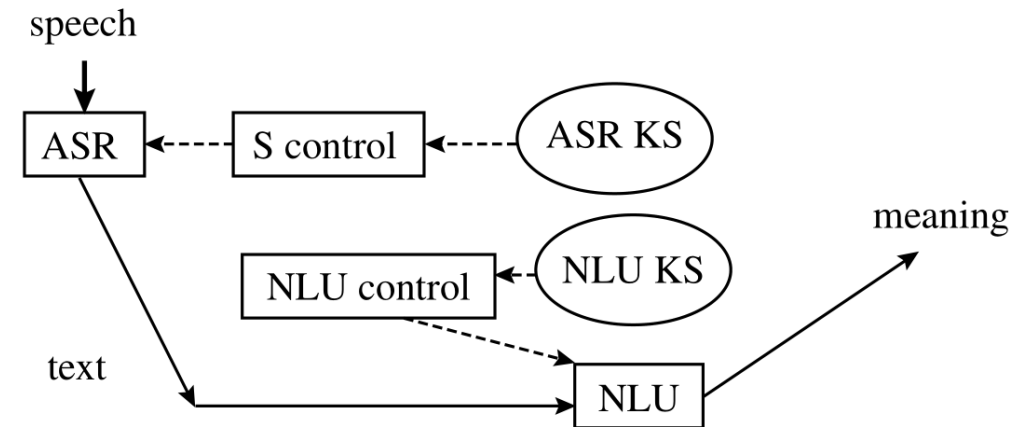 speech
ASR
S control
ASR KS
meaning
NLU control
NLU KS
text
NLU